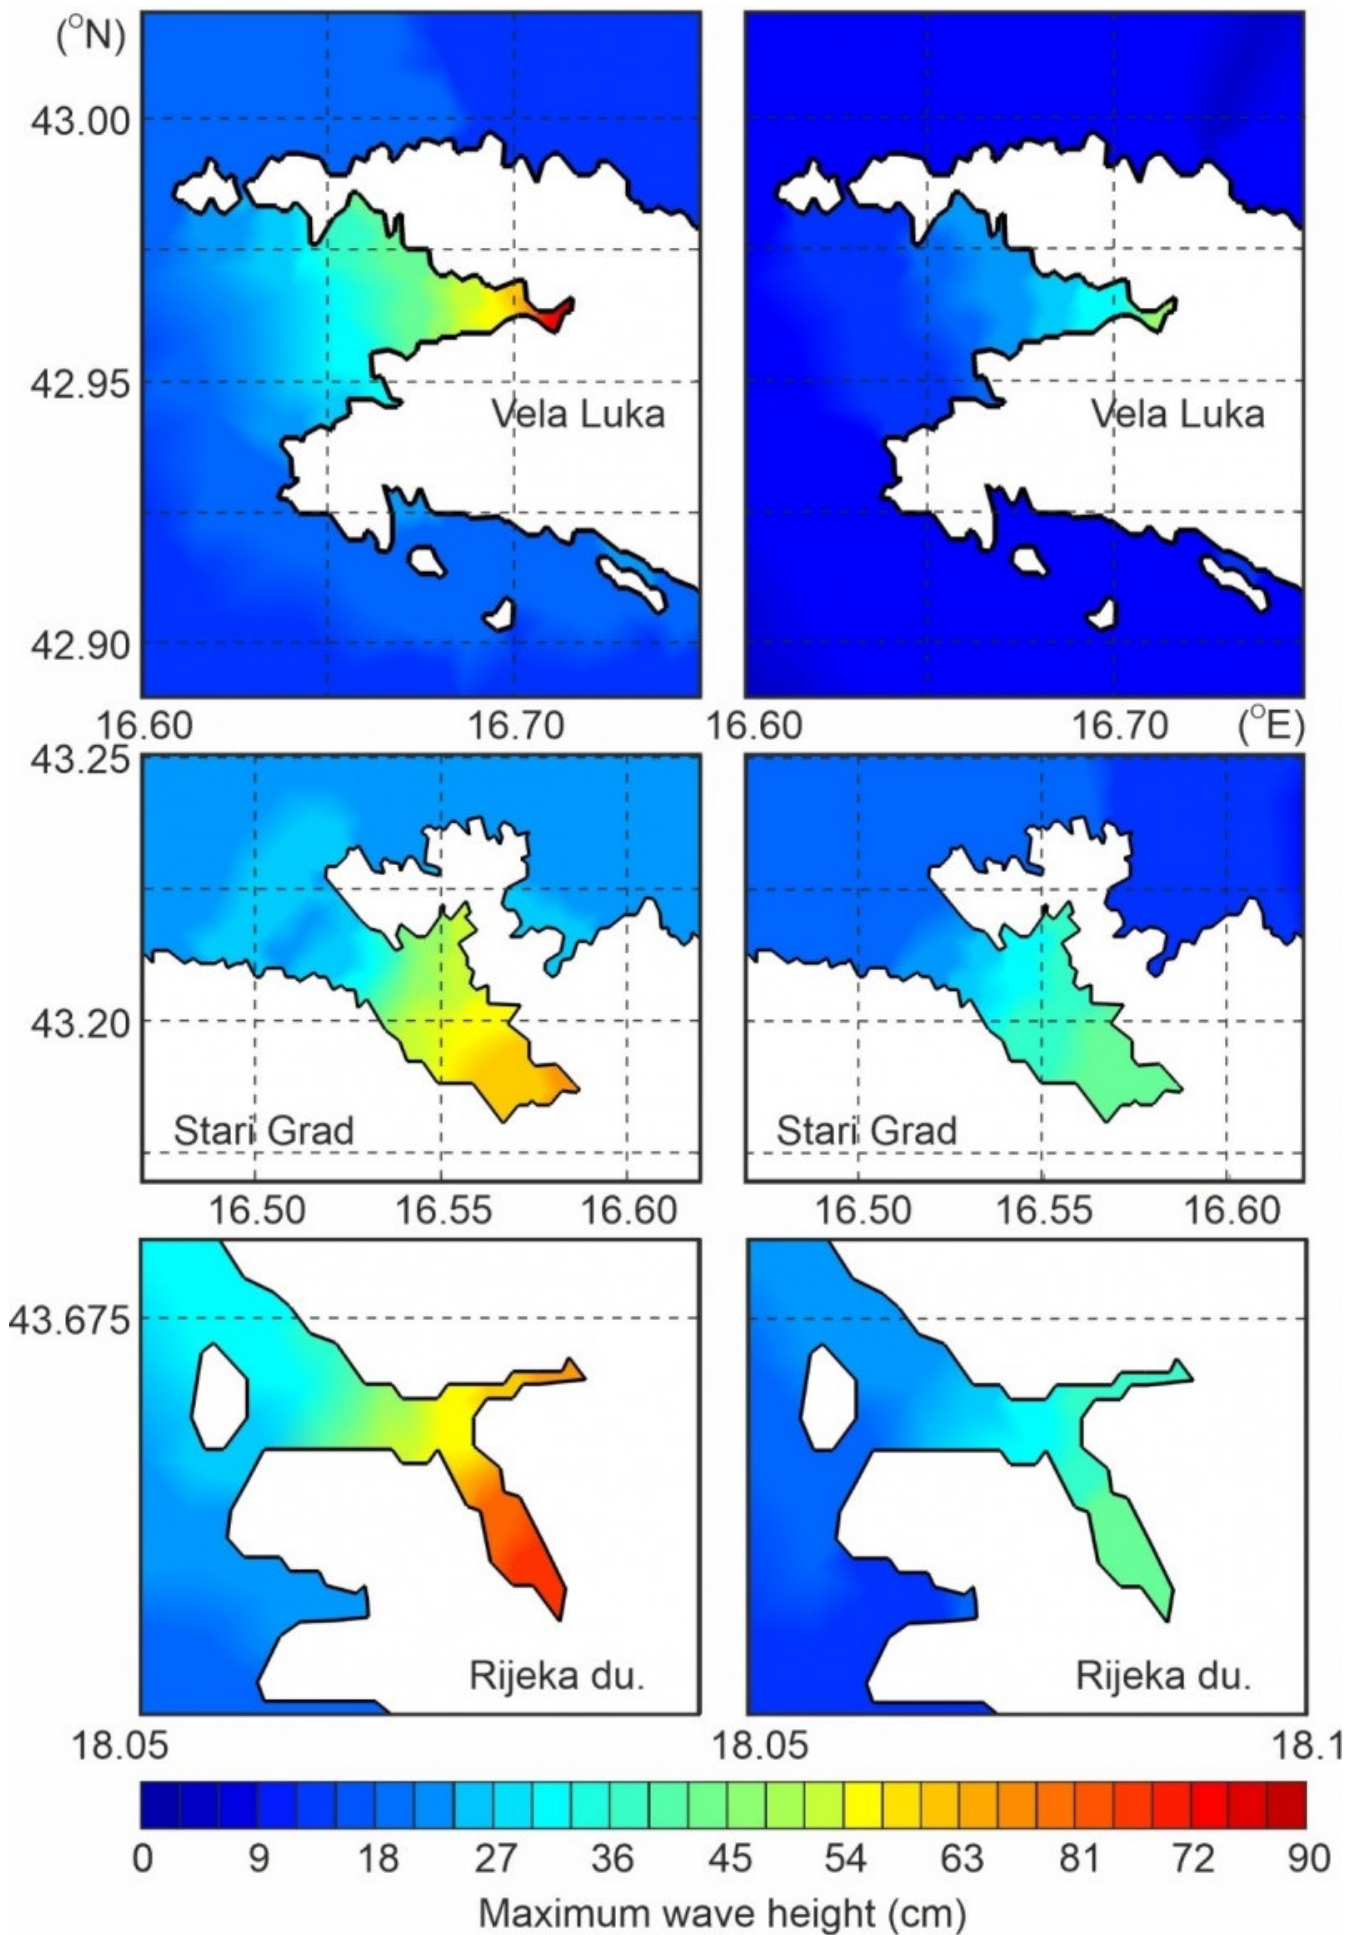 (°N)
43.00
42.95
Vela Luka
Vela Luka
42.90
16.60
16.70
16.60
16.70
(°E)
43.25
43.20
Stari Grad
Stari Grad
16.50
16.55
16.60
16.50
16.55
16.60
43.675
Rijeka du.
Rijeka du.
18.05
18.05
18.1
0 9 18 27 36 45 54 63 81 72 90
Maximum wave height (cm)